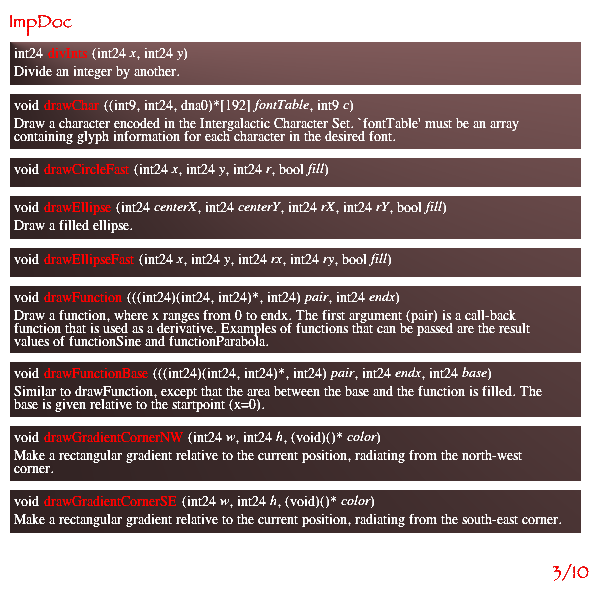 ImpDoc
int24 divInt (int24 x, int24 y)
Divide an integer by another.
void drawChar ((int9, int24, dna0)*[192] fontTable, int9 c)
Draw a character encoded in the Intergalactic Character Set. `fontTable' must be an array
containing glyph information for each character in the desired font.
void drawCircleFast (int24 x, int24 y, int24 r, bool fill)
void drawEllipse (int24 centerX, int24 centerY, int24 rX, int24 rY, bool fill)
Draw a filled ellipse.
void drawEllipseFast (int24 x, int24 y, int24 rx, int24 ry, bool fill)
void drawFunction (((int24)(int24, int24)*, int24) pair, int24 endx)
Draw a function, where x ranges from 0 to endx. The first argument (pair) is a call-back
function that is used as a derivative. Examples of functions that can be passed are the result
values of functionSine and functionParabola.
void drawFunctionBase (((int24)(int24, int24)*, int24) pair, int24 endx, int24 base)
Similar to drawFunction, except that the area between the base and the function is filled. The
base is given relative to the startpoint (x=0).
void drawGradientCornerNW (int24 w, int24 h, (void)()* color)
Make a rectangular gradient relative to the current position, radiating from the north-west
corner.
void drawGradientCornerSE (int24 w, int24 h, (void)()* color)
Make a rectangular gradient relative to the current position, radiating from the south-east corner.
3/10